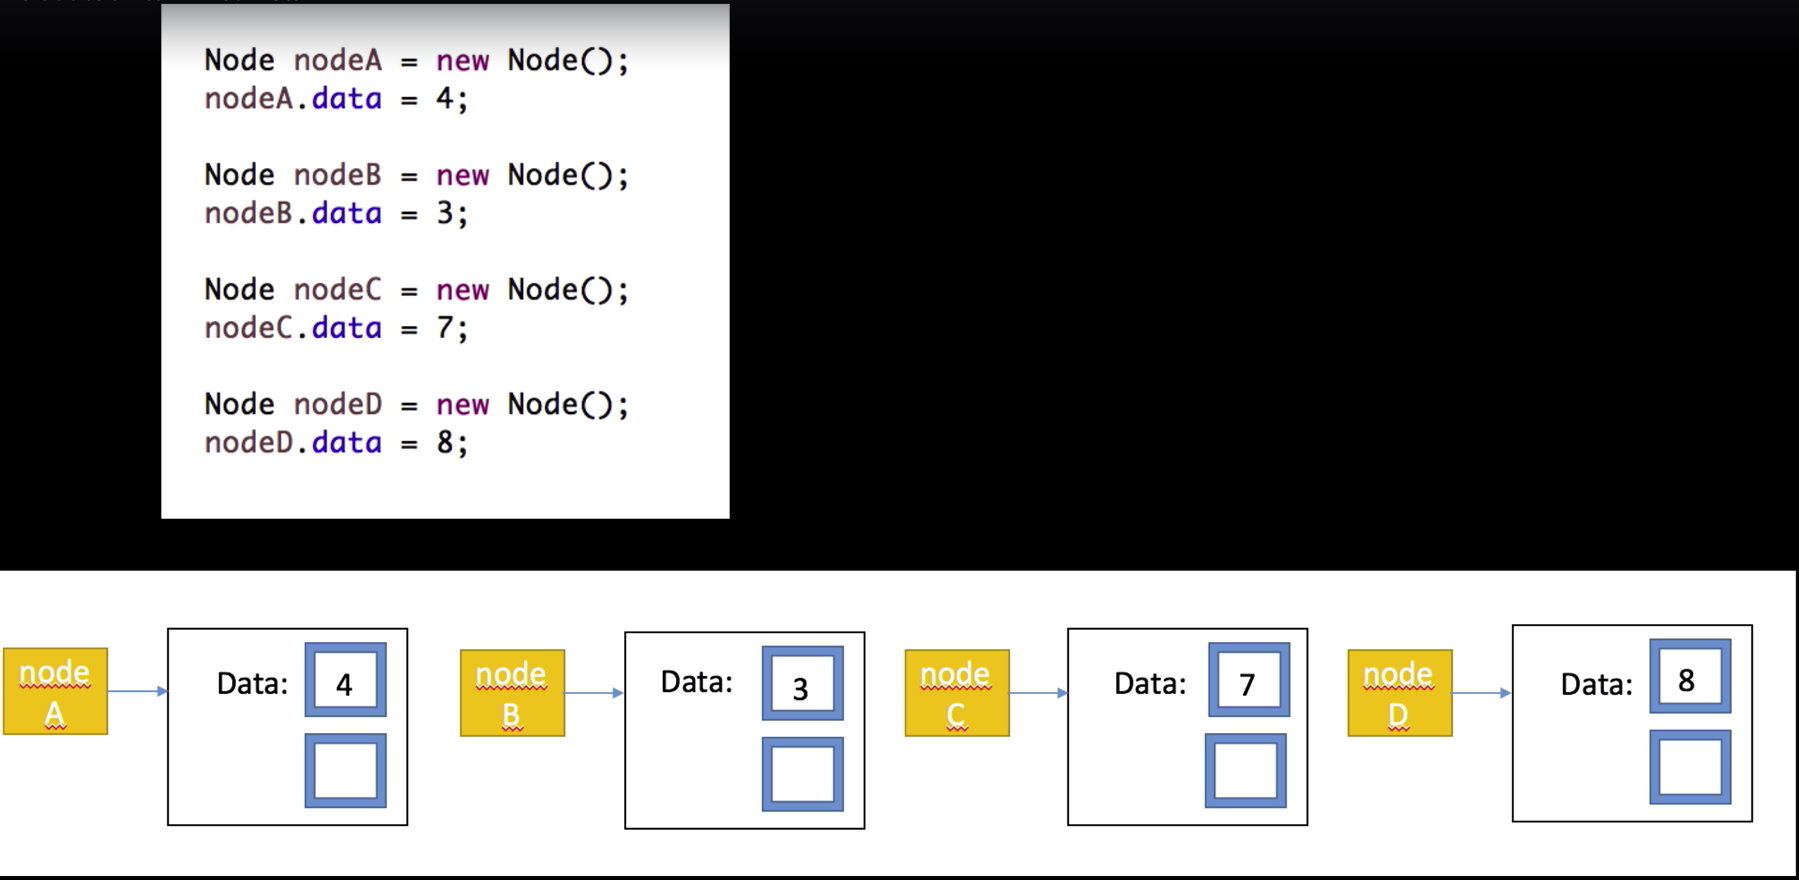 Node nodeA = new Node();
nodeA.data = 4;
Node nodeB = new Node();
nodeB.data = 3;
Node nodeC = new Node();
nodeC.data = 7;
Node nodeD = new Node();
nodeD.data = 8;
node
A
Data: 4
node
B
Data: 3
node
C
Data: 7
node
D
Data: 8